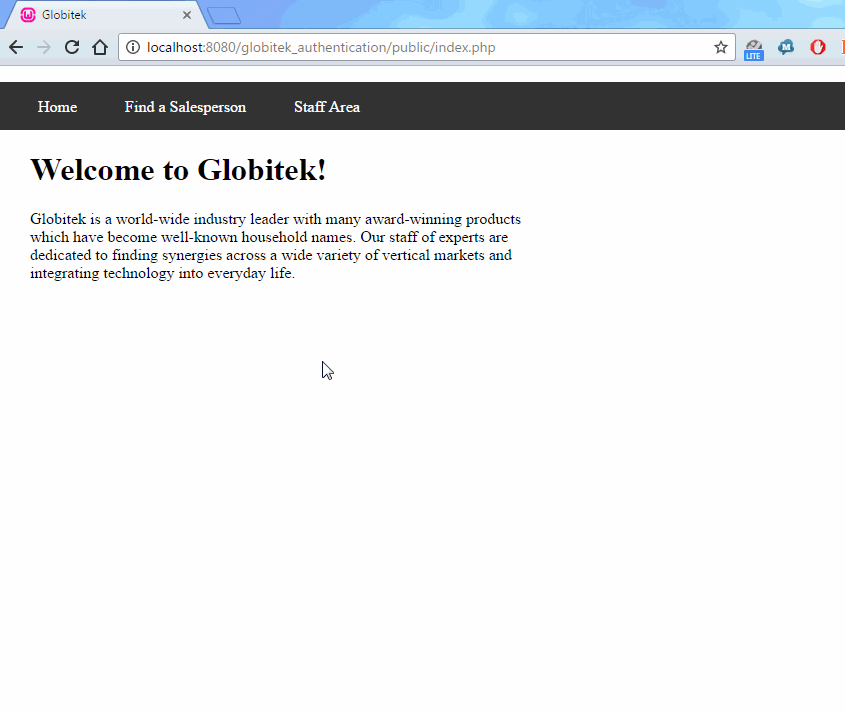 Globitek
localhost:8080/globitek_authentication/public/index.php
LITE
M
Home Find a Salesperson Staff Area
Welcome to Globitek!
Globitek is a world-wide industry leader with many award-winning products
which have become well-known household names. Our staff of experts are
dedicated to finding synergies across a wide variety of vertical markets and
integrating technology into everyday life.